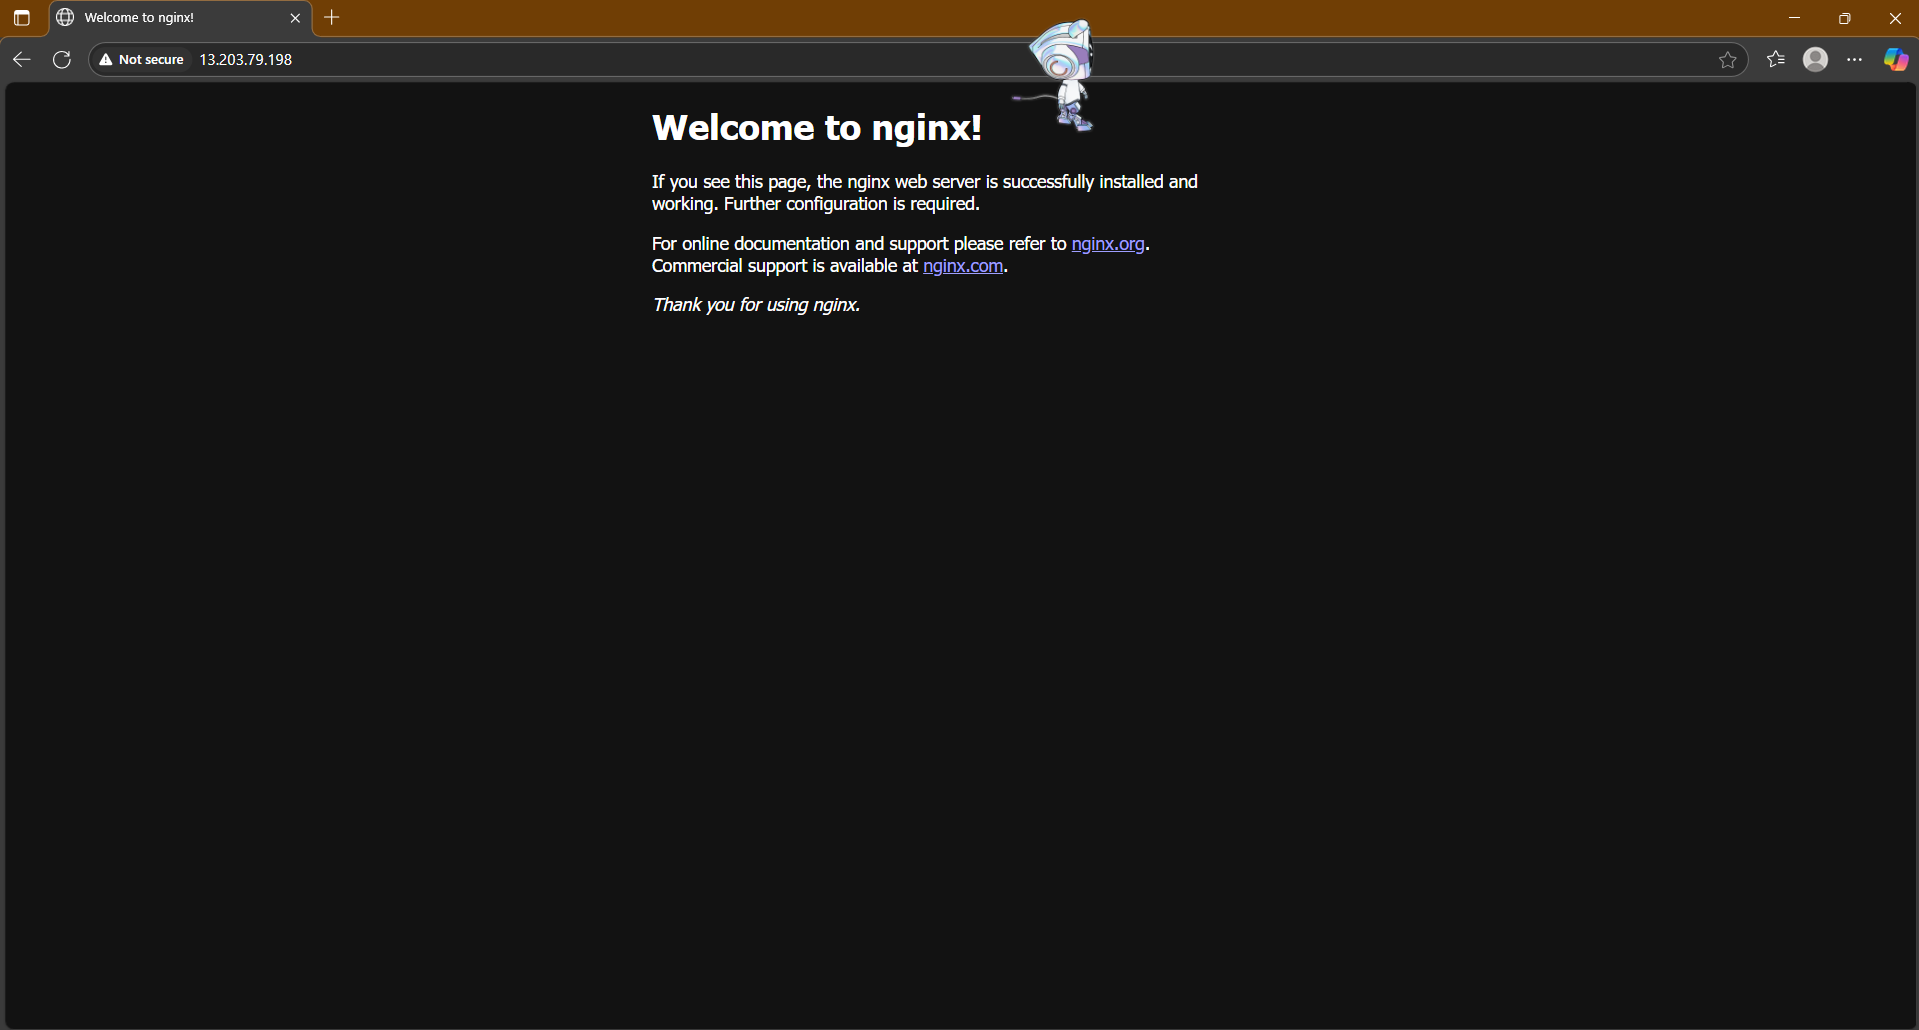 Welcome to nginx!
Not secure 13.203.79.198
Welcome to nginx!
If you see this page, the nginx web server is successfully installed and
working. Further configuration is required.
For online documentation and support please refer to nginx.org.
Commercial support is available at nginx.com.
Thank you for using nginx.